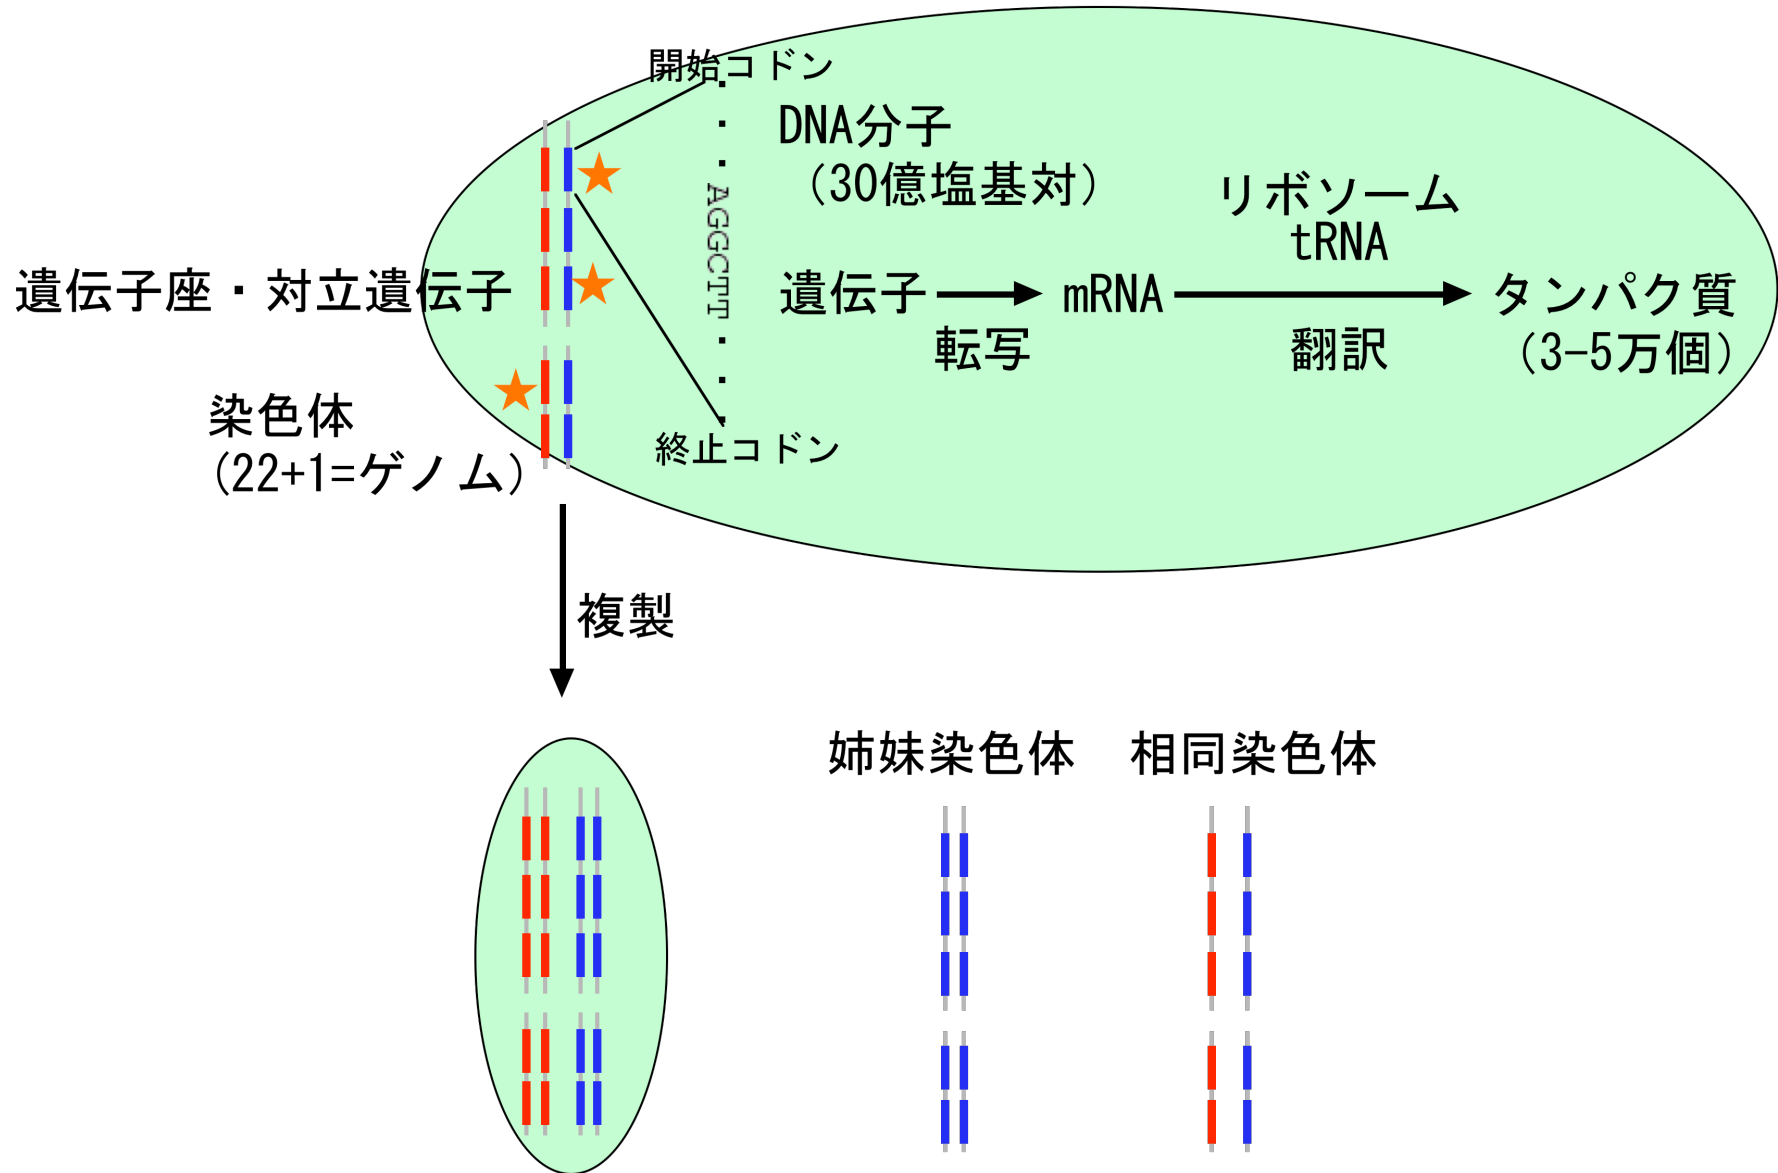 開始コドン
DNA分子
（30億塩基対）
・・・AGGCTT・・・
リボソーム
tRNA
遺伝子座・対立遺伝子
遺伝子
mRNA
タンパク質
転写
翻訳
（3−5万個）
染色体
（22+1=ゲノム）
終止コドン
複製
姉妹染色体
相同染色体